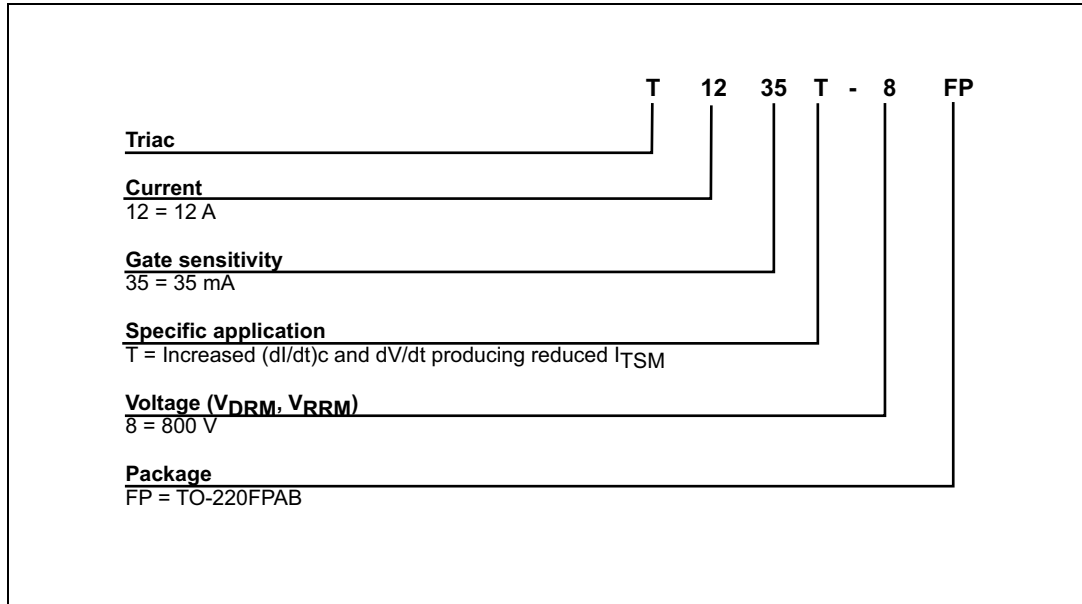 T 12 35 T - 8 FP
Triac
Current
12 = 12 A
Gate sensitivity
35 = 35 mA
Specific application
T = Increased (dI/dt)c and dV/dt producing reduced ITSM
Voltage (VDRM, VRRM)
8 = 800 V
Package
FP = TO-220FPAB